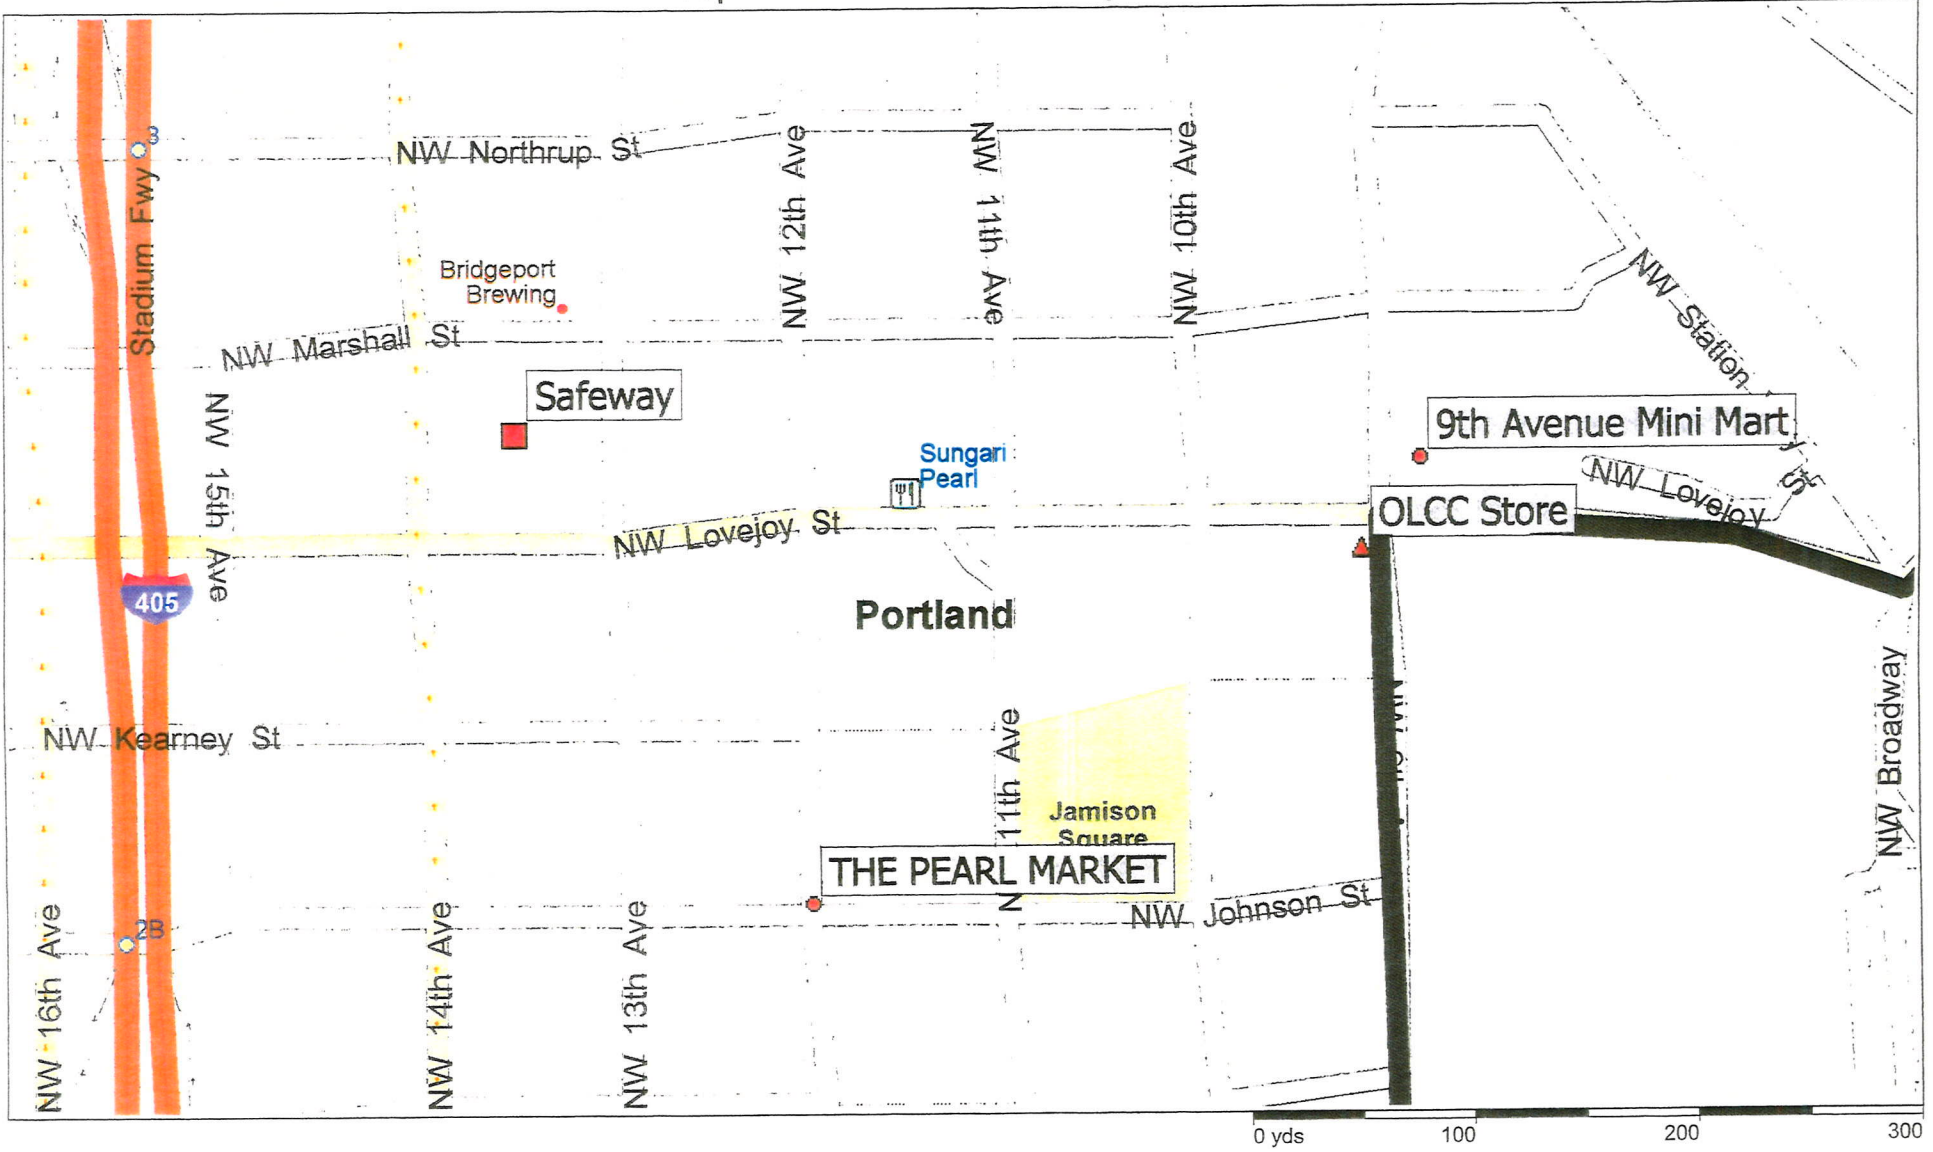 3
NW Northrup St
Stadium Fwy
NW 12th Ave
NW 11th Ave
NW 10th Ave
Bridgeport
Brewing
NW Marshall St
NW Station
Safeway
9th Avenue Mini Mart
y St
NW 15th Ave
Sungari
Pearl
NW Lovejoy
OLCC Store
NW Lovejoy St
405
Portland
NW Kearney St
11th Ave
NW Broadway
Jamison
Square
THE PEARL MARKET
NW Johnson St
2B
NW 16th Ave
NW 14th Ave
NW 13th Ave
0 yds
100
200
300